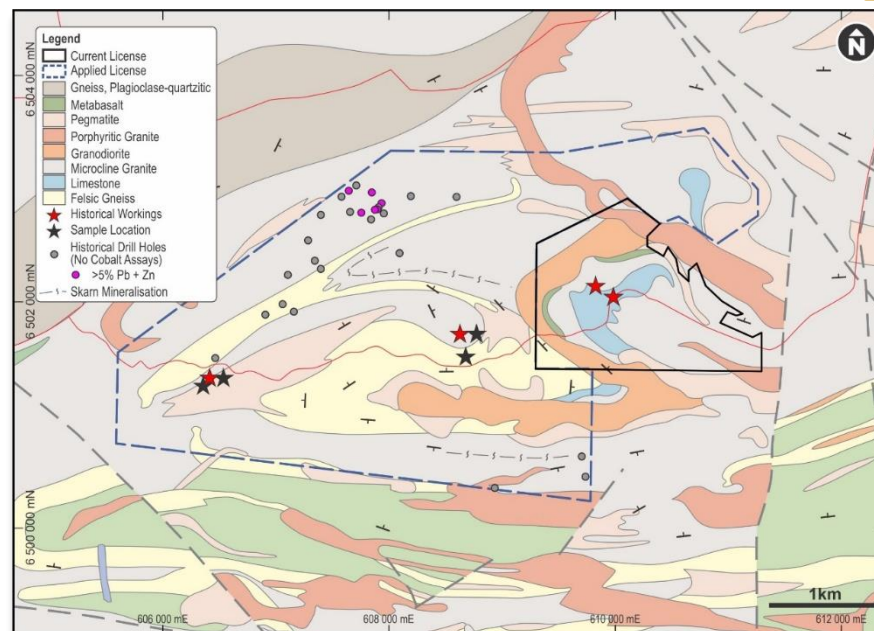 Legend
Current License
Applied License
Gneiss, Plagioclase-quartzitic
Metabasalt
Pegmatite
Porphyritic Granite
Granodiorite
Microcline Granite
Limestone
Felsic Gneiss
Historical Workings
Sample Location
Historical Drill Holes
(No Cobalt Assays)
>5% Pb + Zn
Skarn Mineralisation
N
6 504 000 mN
6 502 000 mN
6 500 000 mN
606 000 mE
608 000 mE
610 000 mE
612 000 mE
1km